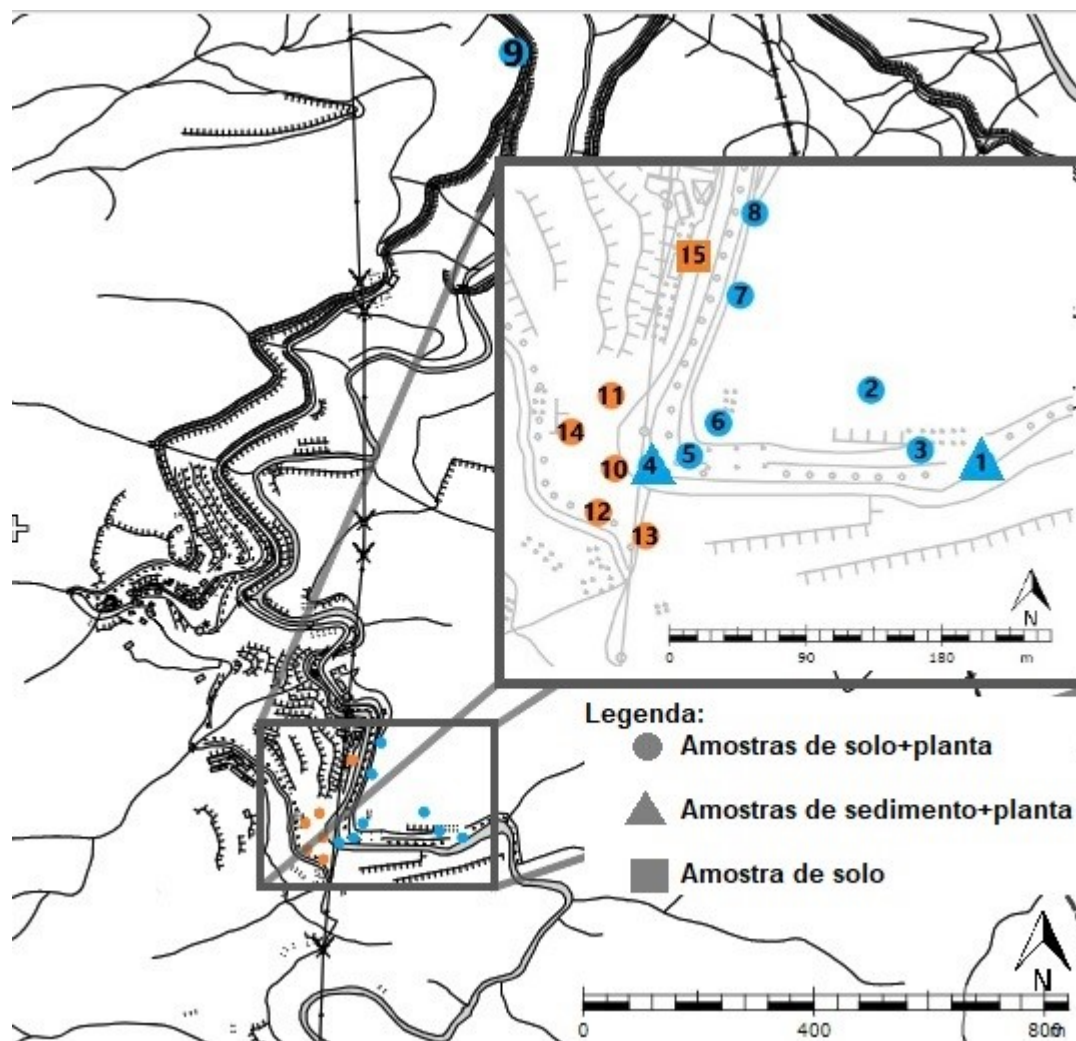 9
8
15
7
2
11
6
14
3
5
1
4
10
12
13
N
0 90 180 m
Legenda:
Amostras de solo+planta
Amostras de sedimento+planta
Amostra de solo
N
0 400 800 m